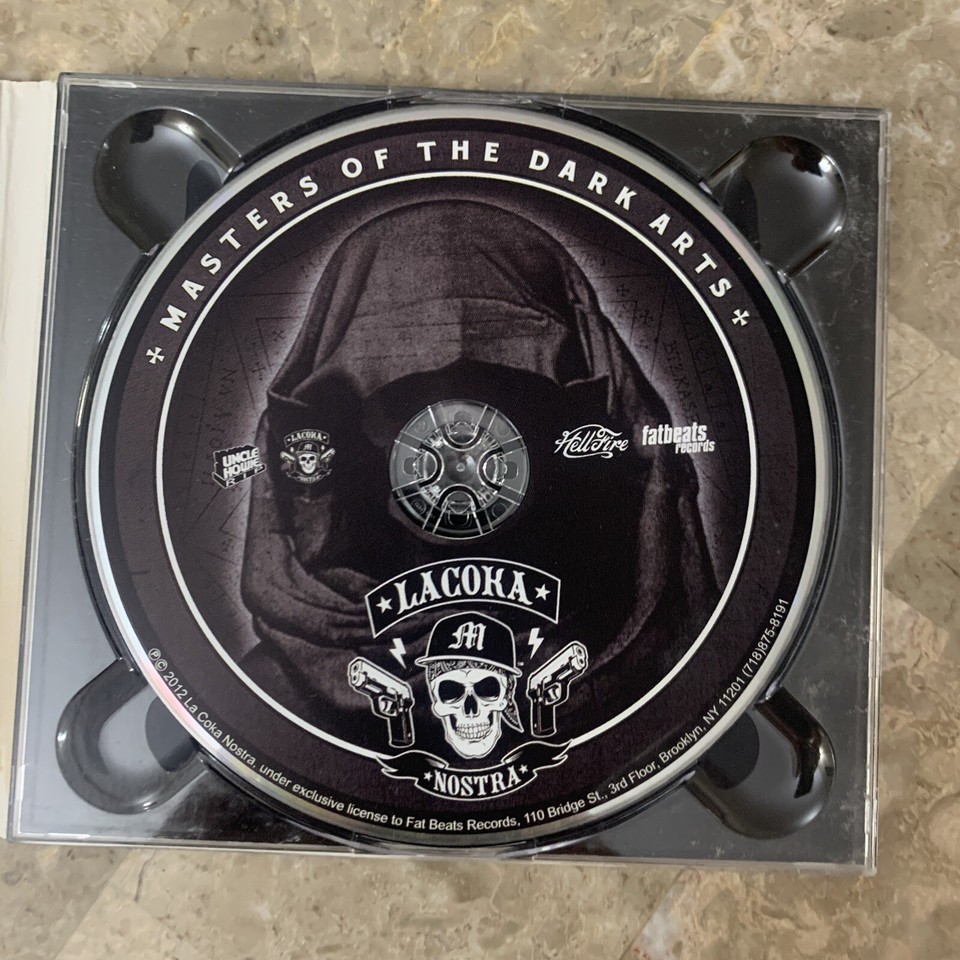 MASTERS OF THE DARK ARTS
UNCLE HOWIE
R.I.P.
LACOKA
M
HellFire
fatbeats
records
LACOKA
M
NOSTRA
℗© 2012 La Coka Nostra, under exclusive license to Fat Beats Records, 110 Bridge St., 3rd Floor, Brooklyn, NY 11201 (718)875-8191